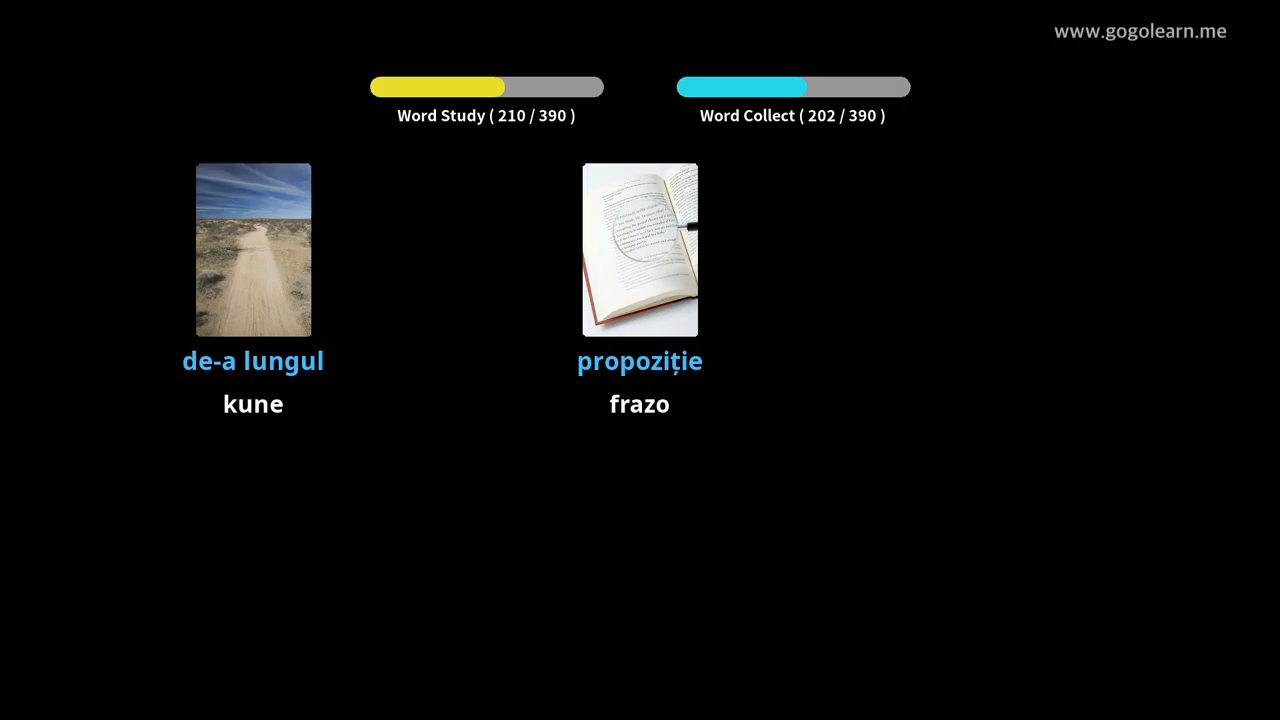 www.gogolearn.me
Word Study ( 210 / 390 )
Word Collect ( 202 / 390 )
de-a lungul
propoziție
kune
frazo